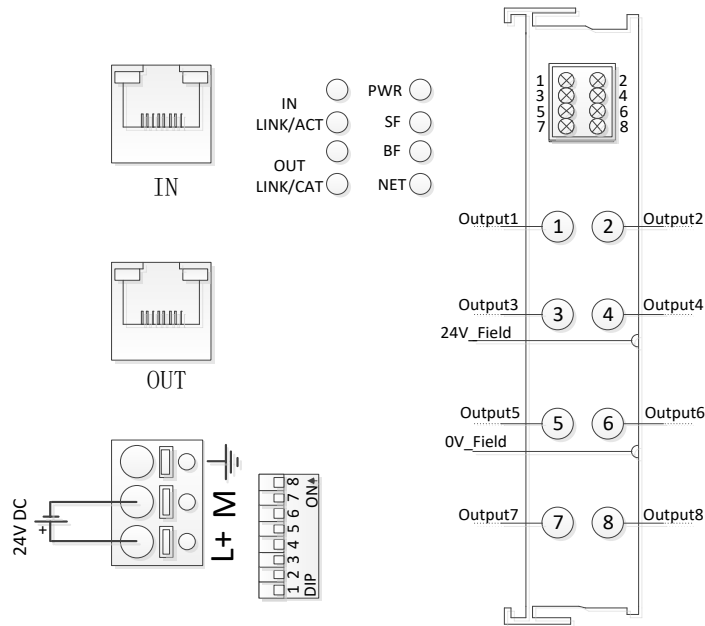 IN
OUT
IN
LINK/ACT
OUT
LINK/CAT
PWR
SF
BF
NET
24V DC
+
L+ M
1 2 3 4 5 6 7 8
DIP
ON
1 2
3 4
5 6
7 8
Output1 1 2 Output2
Output3 3 4 Output4
24V_Field
Output5 5 6 Output6
0V_Field
Output7 7 8 Output8